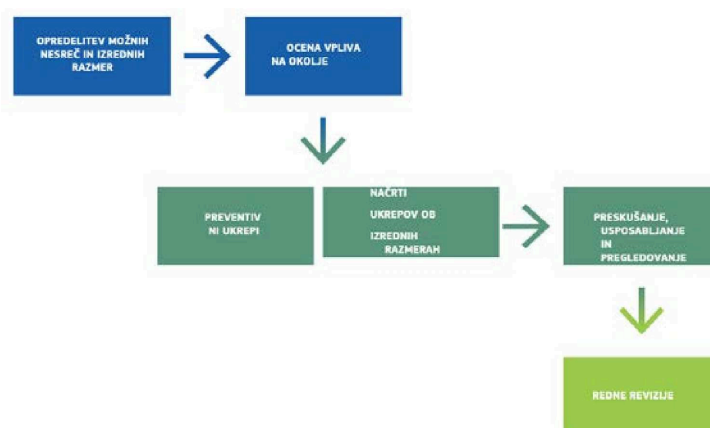 OPREDELITEV MOŽNIH
NESREČ IN IZREDNIH
RAZMER
OCENA VPLIVA
NA OKOLJE
PREVENTIV
NI UKREPI
NAČRTI
UKREPOV OB
IZREDNIH
RAZMERAH
PRESKUŠANJE,
USPOSABLJANJE
IN
PREGLEDOVANJE
REDNE REVIZIJE